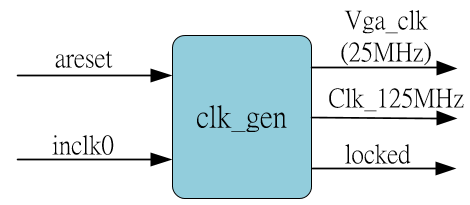 Vga_clk
(25MHz)
areset
Clk_125MHz
clk_gen
inclk0
locked